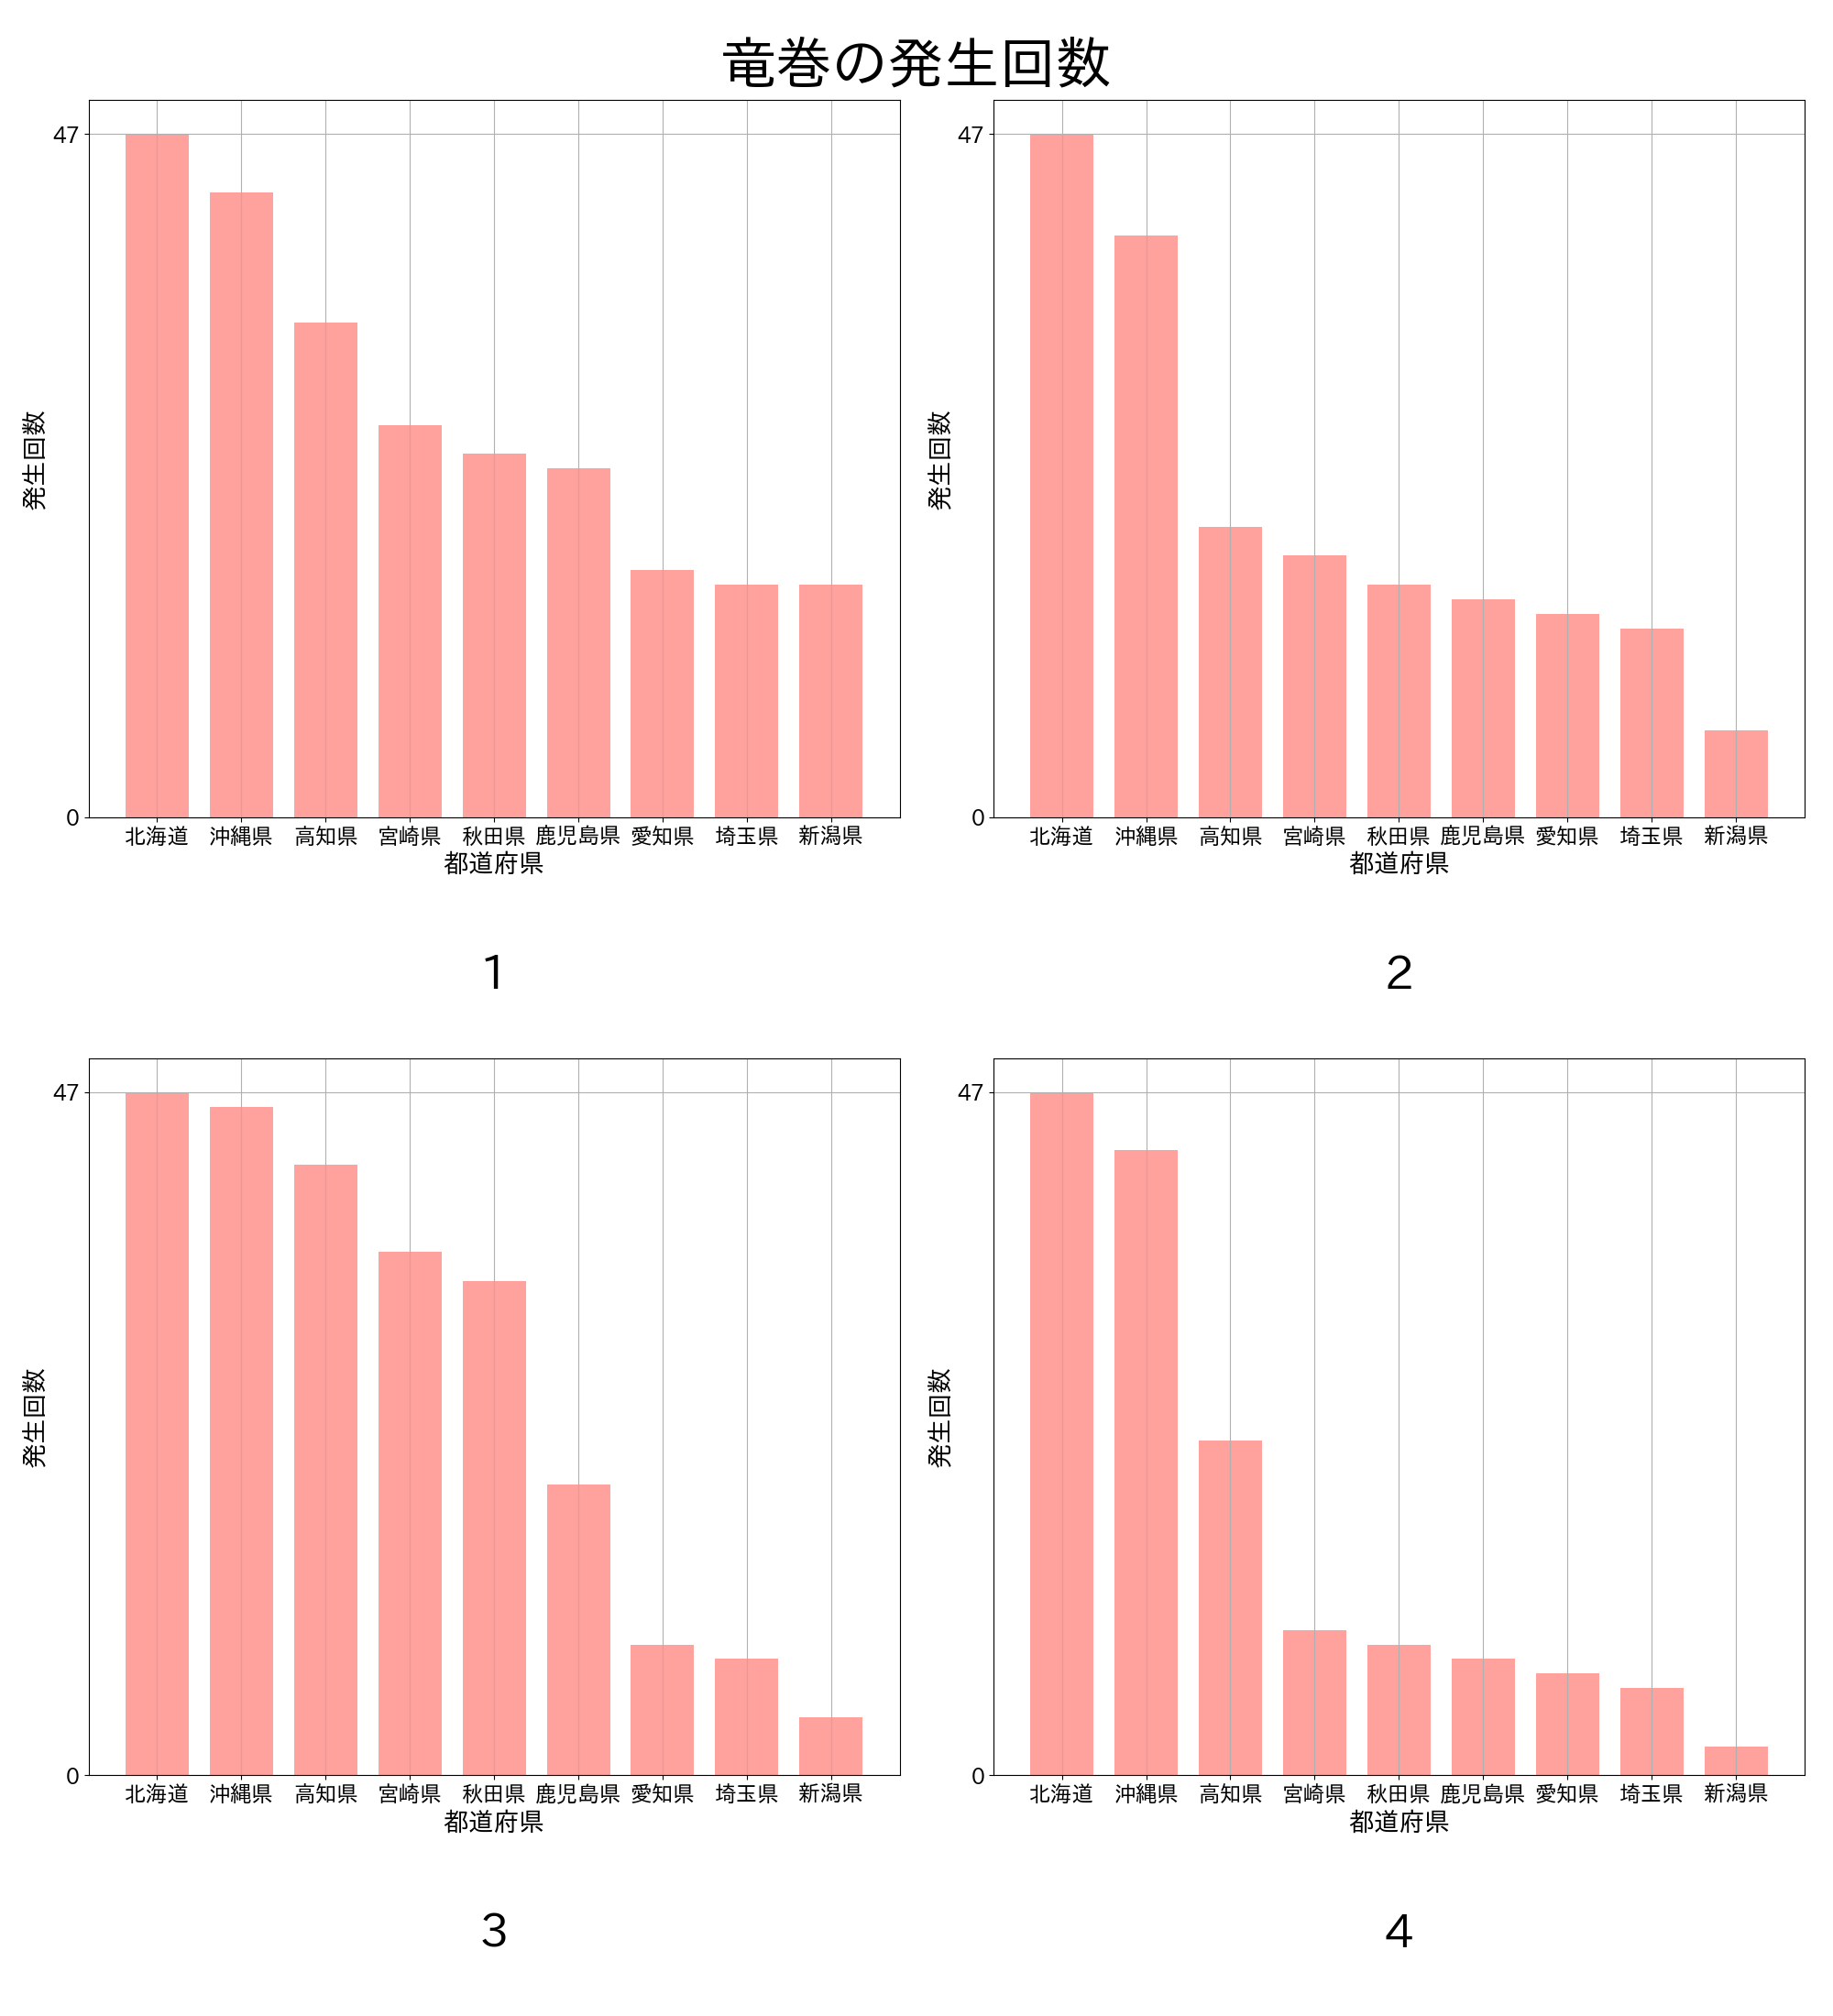 竜巻の発生回数
47
0
発生回数
北海道 沖縄県 高知県 宮崎県 秋田県 鹿児島県 愛知県 埼玉県 新潟県
都道府県
1
47
0
発生回数
北海道 沖縄県 高知県 宮崎県 秋田県 鹿児島県 愛知県 埼玉県 新潟県
都道府県
2
47
0
発生回数
北海道 沖縄県 高知県 宮崎県 秋田県 鹿児島県 愛知県 埼玉県 新潟県
都道府県
3
47
0
発生回数
北海道 沖縄県 高知県 宮崎県 秋田県 鹿児島県 愛知県 埼玉県 新潟県
都道府県
4